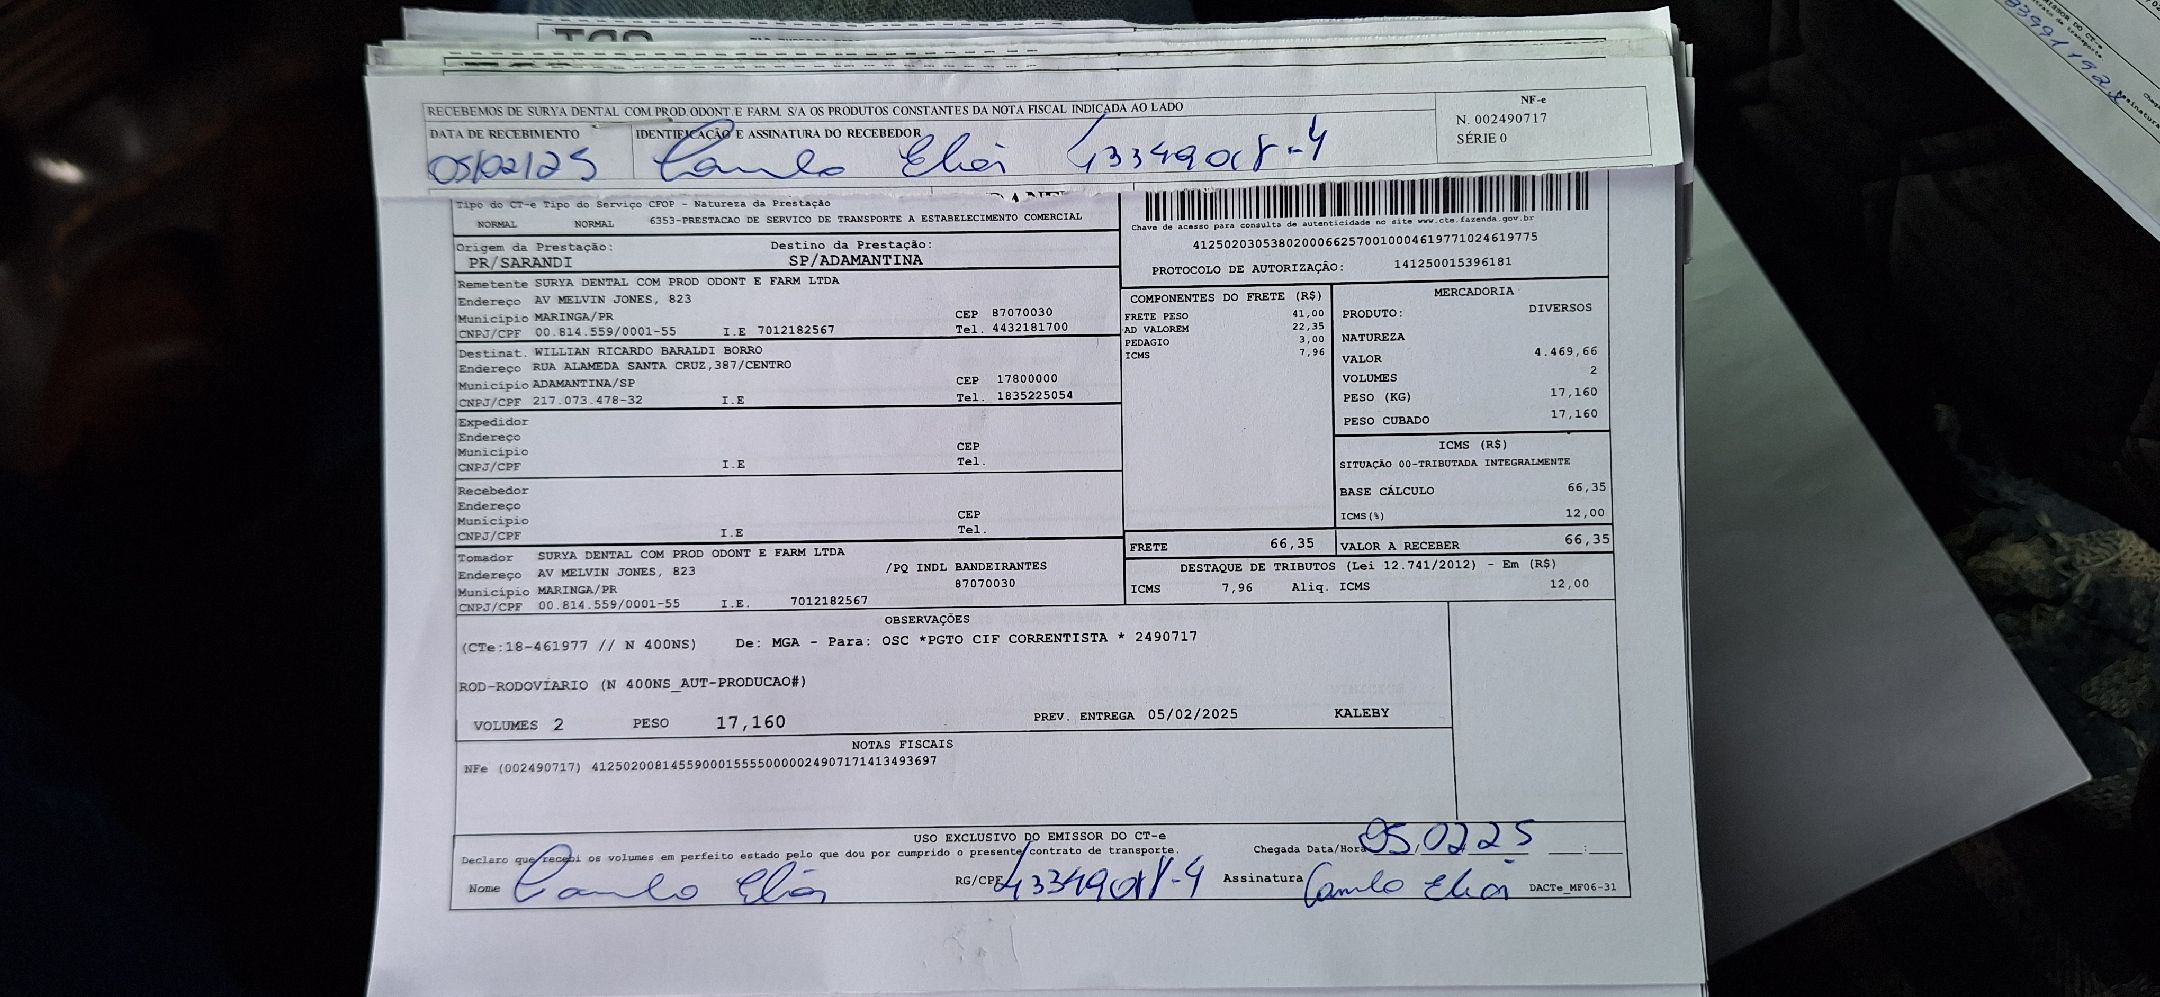 RECEBEMOS DE SURYA DENTAL COM PROD.ODONT E FARM. S/A OS PRODUTOS CONSTANTES DA NOTA FISCAL INDICADA AO LADO
NF-e
N. 002490717
SÉRIE 0
DATA DE RECEBIMENTO IDENTIFICAÇÃO E ASSINATURA DO RECEBEDOR
05/02/25 Camilo Elias
Tipo do CT-e Tipo do Serviço CFOP - Natureza da Prestação
NORMAL NORMAL 6353-PRESTACAO DE SERVICO DE TRANSPORTE A ESTABELECIMENTO COMERCIAL
Chave de acesso para consulta de autenticidade no site www.cte.fazenda.gov.br
41250203053802000662570010004619771024619775
PROTOCOLO DE AUTORIZAÇÃO: 141250015396181
Origem da Prestação: Destino da Prestação:
PR/SARANDI SP/ADAMANTINA
Remetente SURYA DENTAL COM PROD ODONT E FARM LTDA
Endereço AV MELVIN JONES, 823
Municipio MARINGA/PR CEP 87070030
CNPJ/CPF 00.814.559/0001-55 I.E 7012182567 Tel. 4432181700
Destinat. WILLIAN RICARDO BARALDI BORRO
Endereço RUA ALAMEDA SANTA CRUZ,387/CENTRO
Municipio ADAMANTINA/SP CEP 17800000
CNPJ/CPF 217.073.478-32 I.E Tel. 1835225054
Expedidor
Endereço
Municipio CEP
CNPJ/CPF I.E Tel.
Recebedor
Endereço
Municipio CEP
CNPJ/CPF I.E Tel.
Tomador SURYA DENTAL COM PROD ODONT E FARM LTDA
Endereço AV MELVIN JONES, 823 /PQ INDL BANDEIRANTES
Municipio MARINGA/PR 87070030
CNPJ/CPF 00.814.559/0001-55 I.E. 7012182567
COMPONENTES DO FRETE (R$)
FRETE PESO 41,00
AD VALOREM 22,35
PEDAGIO 3,00
ICMS 7,96
MERCADORIA
PRODUTO: DIVERSOS
NATUREZA
VALOR 4.469,66
VOLUMES 2
PESO (KG) 17,160
PESO CUBADO 17,160
ICMS (R$)
SITUAÇÃO 00-TRIBUTADA INTEGRALMENTE
BASE CÁLCULO 66,35
ICMS(%) 12,00
FRETE 66,35 VALOR A RECEBER 66,35
DESTAQUE DE TRIBUTOS (Lei 12.741/2012) - Em (R$)
ICMS 7,96 Aliq. ICMS 12,00
OBSERVAÇÕES
(CTe:18-461977 // N 400NS) De: MGA - Para: OSC *PGTO CIF CORRENTISTA * 2490717
ROD-RODOVIARIO (N 400NS_AUT-PRODUCAO#)
VOLUMES 2 PESO 17,160 PREV. ENTREGA 05/02/2025 KALEBY
NOTAS FISCAIS
NFe (002490717) 41250200814559000155550000024907171413493697
USO EXCLUSIVO DO EMISSOR DO CT-e
Declaro que recebi os volumes em perfeito estado pelo que dou por cumprido o presente contrato de transporte. Chegada Data/Hora 05.02 25
Nome Camilo Elias RG/CPF Assinatura Camilo Elias DACTe_MF06-31